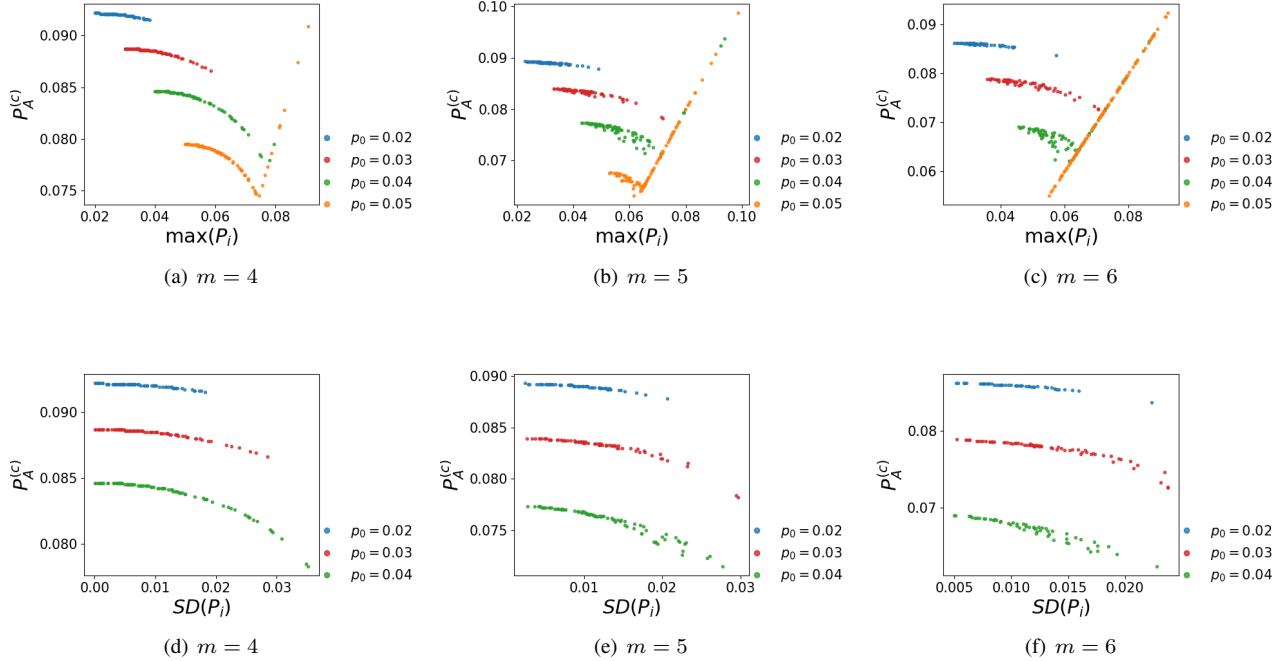 0.090
0.085
0.080
0.075
P_A^{(c)}
0.02 0.04 0.06 0.08
max(P_i)
p_0 = 0.02
p_0 = 0.03
p_0 = 0.04
p_0 = 0.05
(a) m = 4
0.10
0.09
0.08
0.07
P_A^{(c)}
0.02 0.04 0.06 0.08 0.10
max(P_i)
p_0 = 0.02
p_0 = 0.03
p_0 = 0.04
p_0 = 0.05
(b) m = 5
0.09
0.08
0.07
0.06
P_A^{(c)}
0.04 0.06 0.08
max(P_i)
p_0 = 0.02
p_0 = 0.03
p_0 = 0.04
p_0 = 0.05
(c) m = 6
0.090
0.085
0.080
P_A^{(c)}
0.00 0.01 0.02 0.03
SD(P_i)
p_0 = 0.02
p_0 = 0.03
p_0 = 0.04
(d) m = 4
0.090
0.085
0.080
0.075
P_A^{(c)}
0.01 0.02 0.03
SD(P_i)
p_0 = 0.02
p_0 = 0.03
p_0 = 0.04
(e) m = 5
0.08
0.07
P_A^{(c)}
0.005 0.010 0.015 0.020
SD(P_i)
p_0 = 0.02
p_0 = 0.03
p_0 = 0.04
(f) m = 6